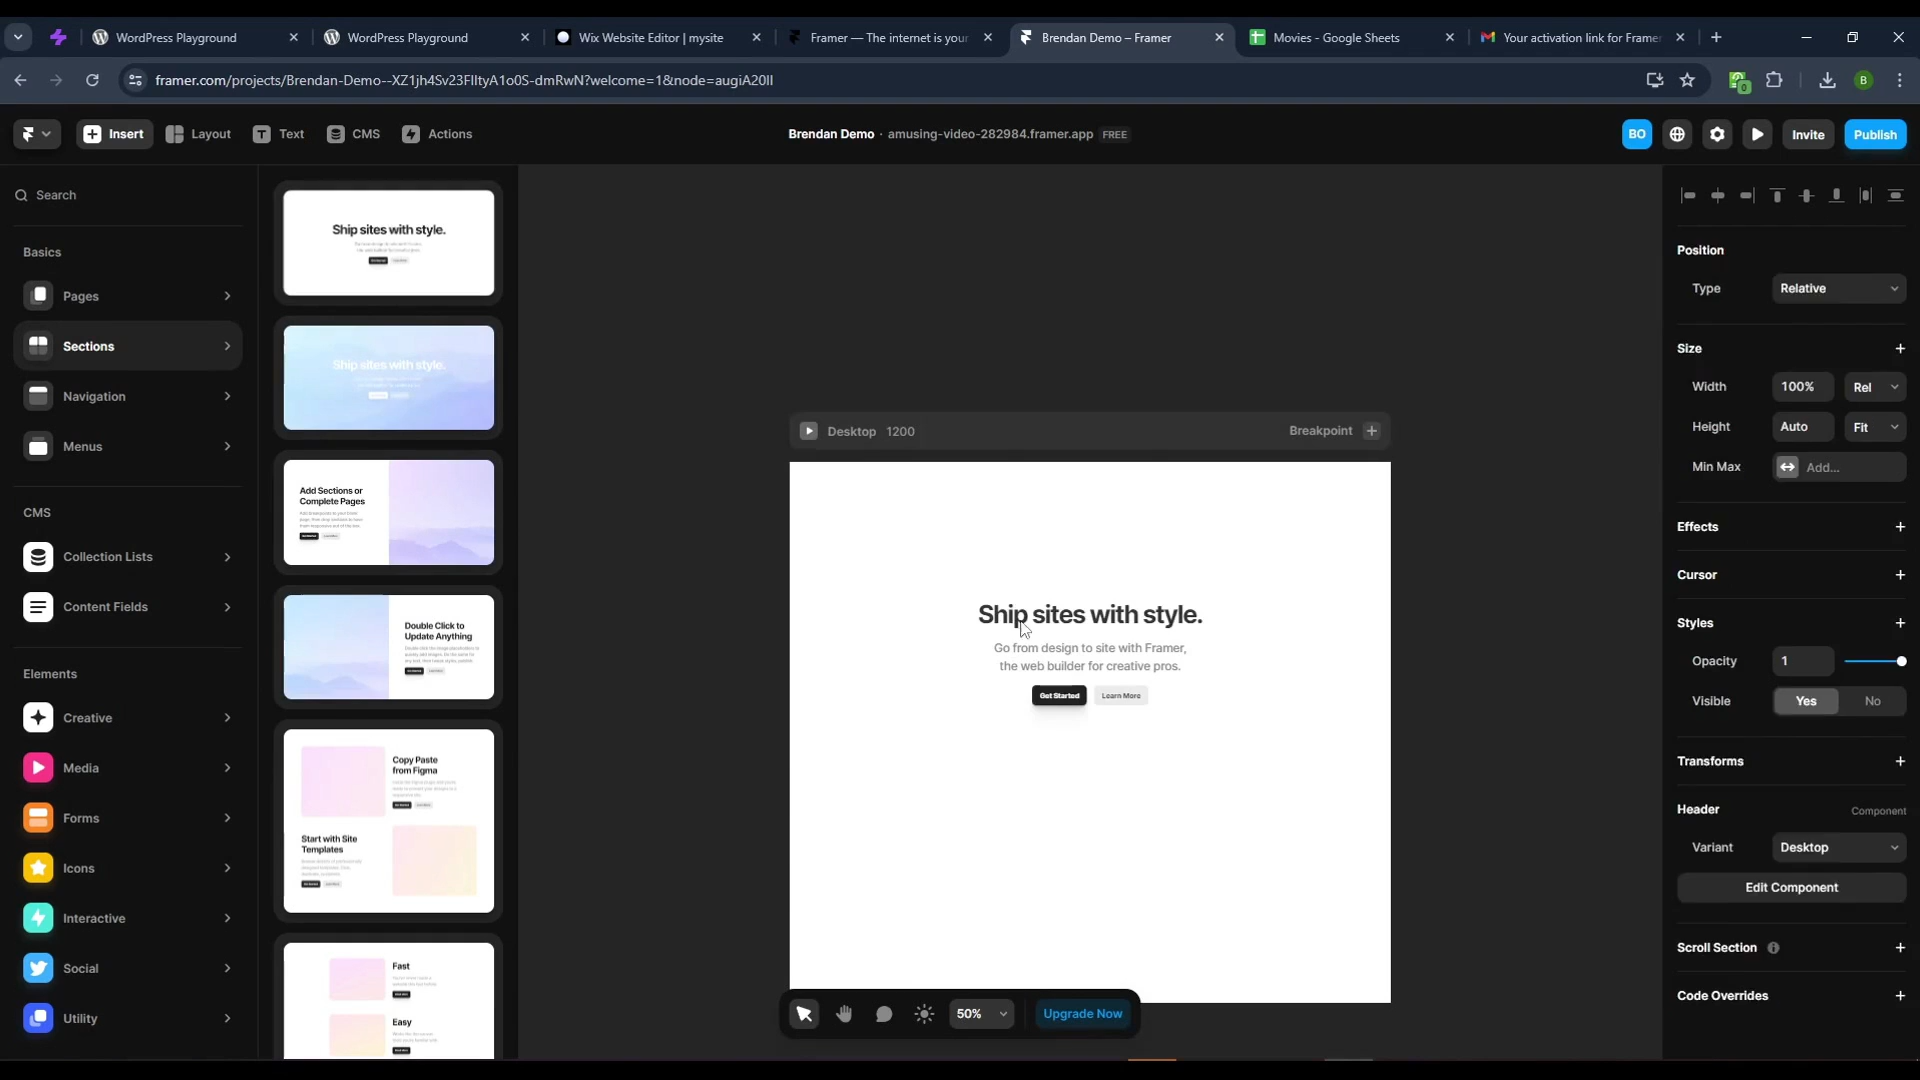 WordPress Playground
WordPress Playground
Wix Website Editor | mysite
Framer — The internet is your
Brendan Demo – Framer
Movies - Google Sheets
Your activation link for Framer
framer.com/projects/Brendan-Demo--XZ1jh4Sv23FIltyA1o0S-dmRwN?welcome=1&node=augiA20Il
0
B
Insert
Layout
Text
CMS
Actions
Brendan Demo · amusing-video-282984.framer.app FREE
BO
Invite
Publish
Search
Basics
Pages
Sections
Navigation
Menus
CMS
Collection Lists
Content Fields
Elements
Creative
Media
Forms
Icons
Interactive
Social
Utility
Ship sites with style.
Ship sites with style.
Add Sections or
Complete Pages
Double Click to
Update Anything
Copy Paste
from Figma
Start with Site
Templates
Fast
Easy
Desktop 1200
Breakpoint
Ship sites with style.
Go from design to site with Framer,
the web builder for creative pros.
Get Started
Learn More
50%
Upgrade Now
Position
Type
Relative
Size
Width
100%
Rel
Height
Auto
Fit
Min Max
Add...
Effects
Cursor
Styles
Opacity
1
Visible
Yes
No
Transforms
Header
Component
Variant
Desktop
Edit Component
Scroll Section
Code Overrides